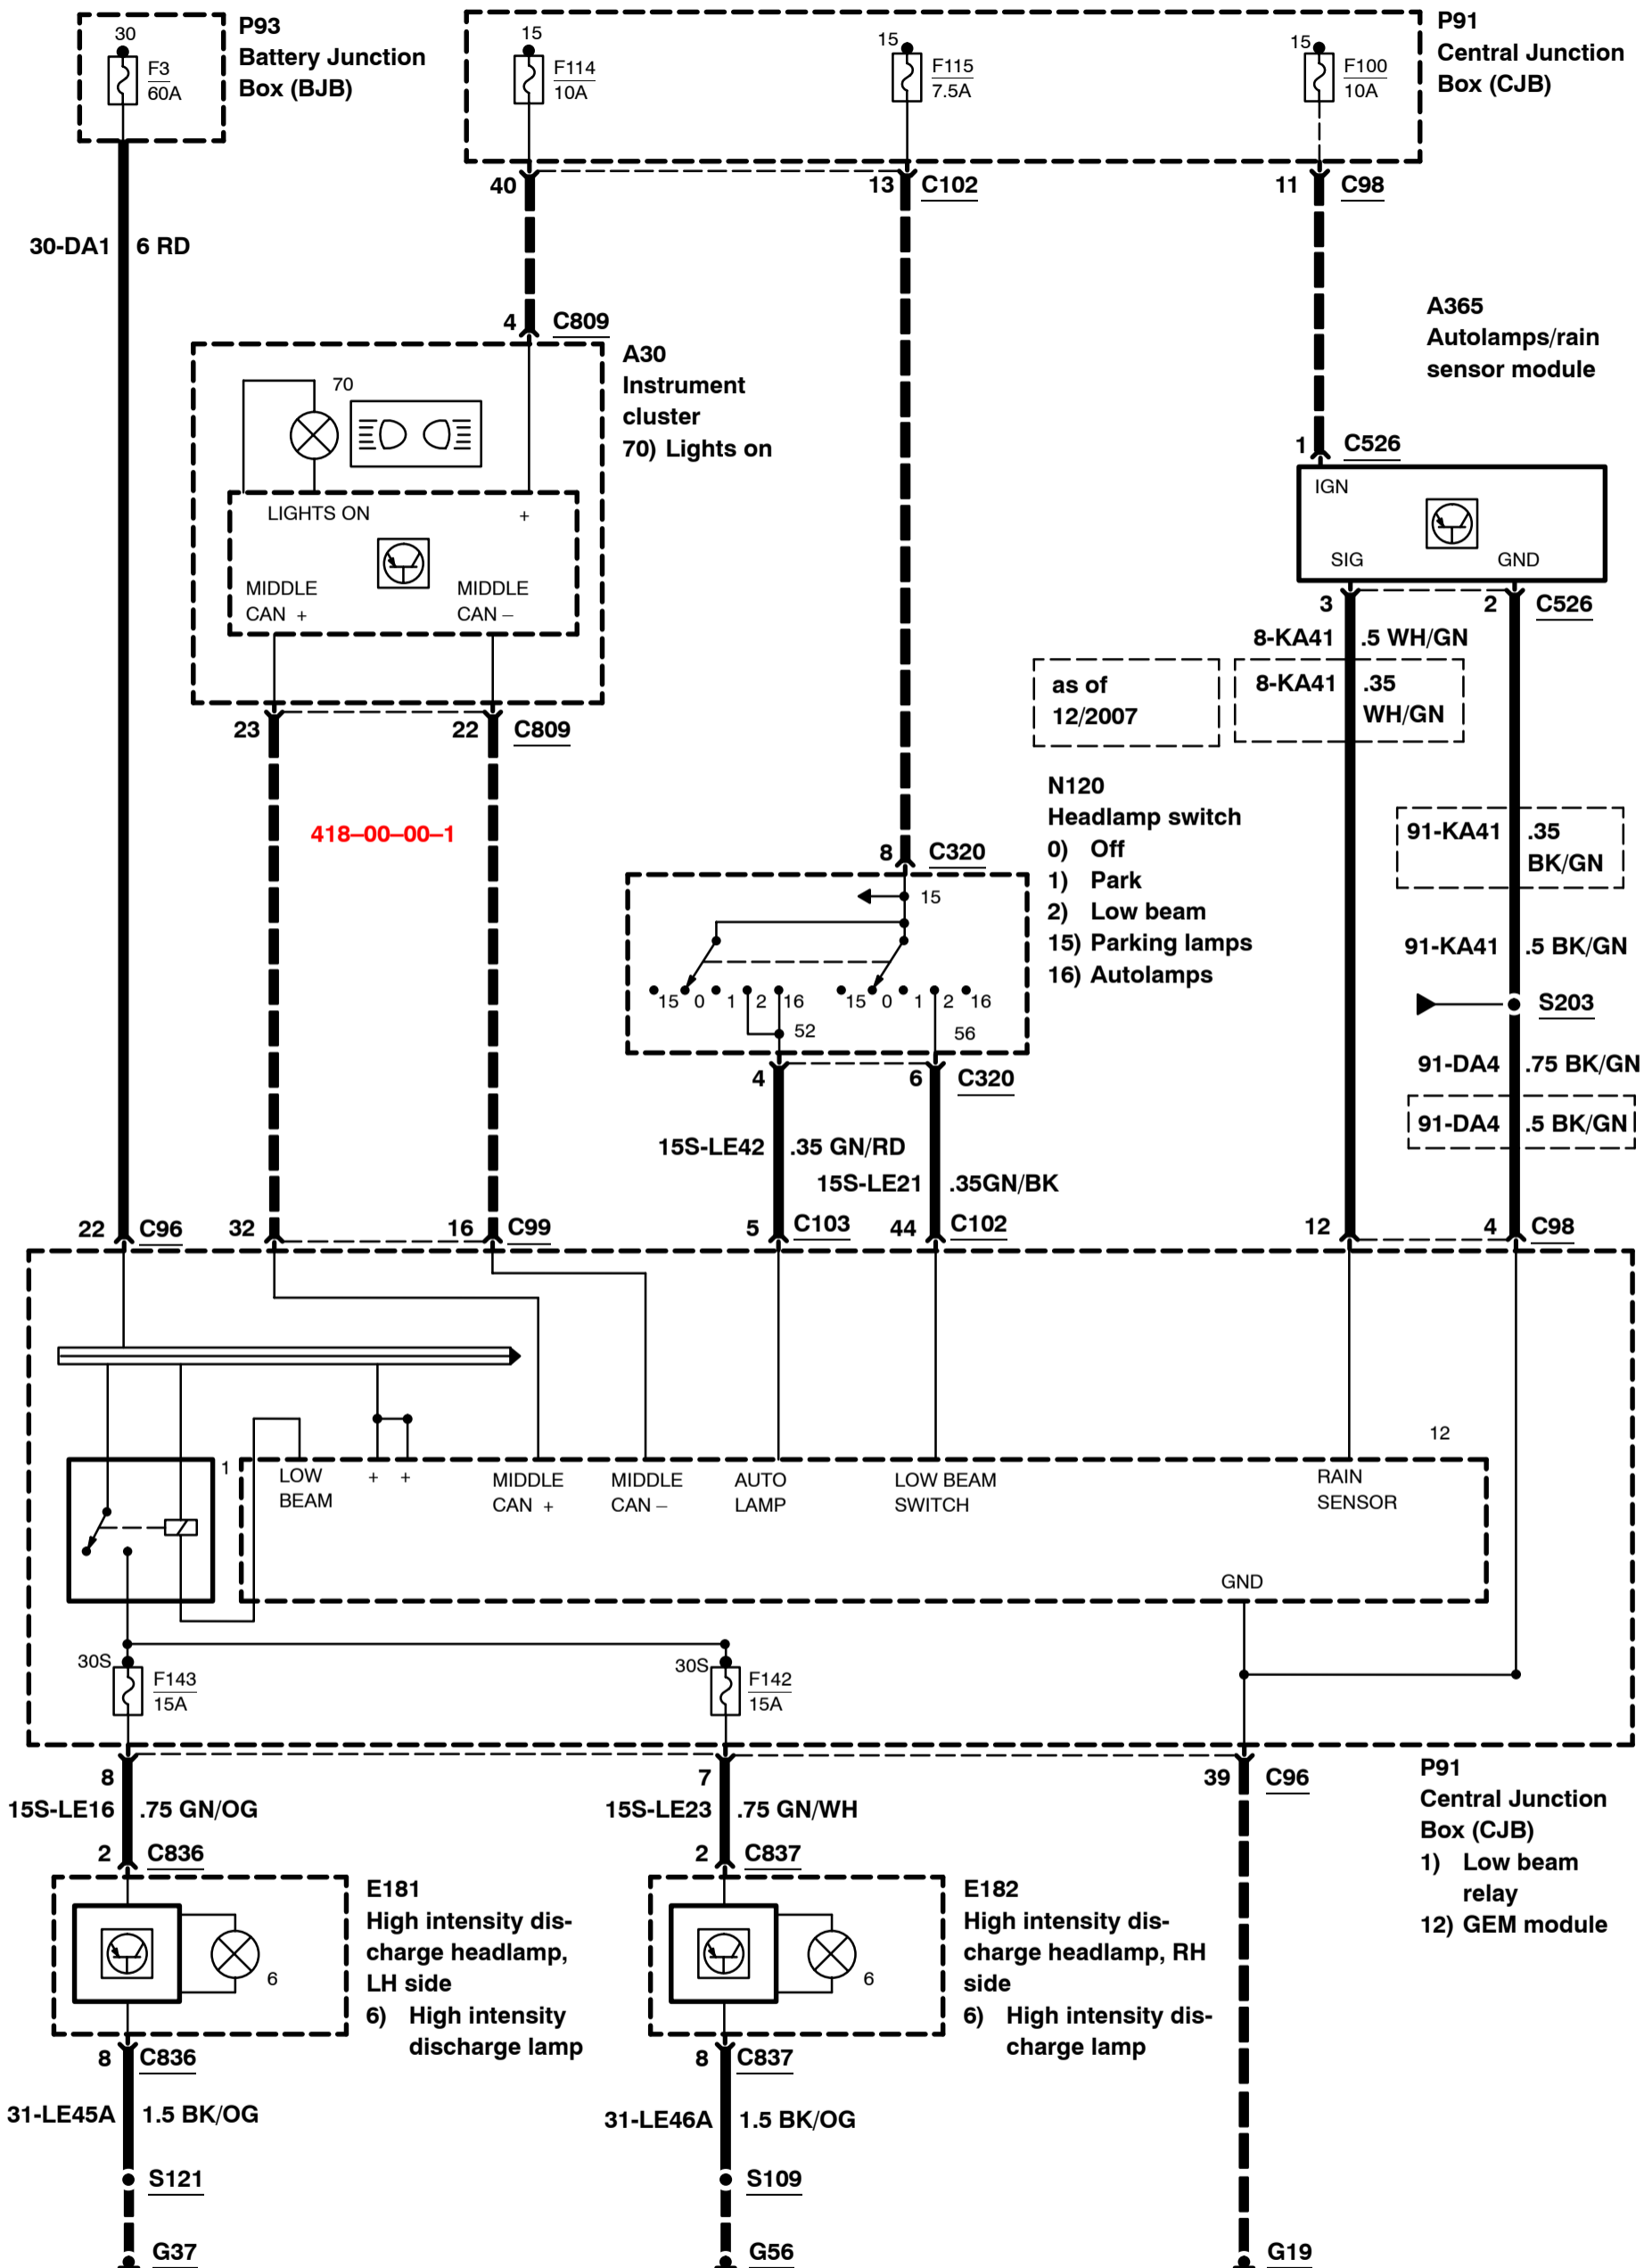 P93
Battery Junction
Box (BJB)
30
F3
60A
15
F114
10A
15
F115
7.5A
15
F100
10A
P91
Central Junction
Box (CJB)
40
13
C102
11
C98
30-DA1
6 RD
4
C809
A30
Instrument
cluster
70) Lights on
70
LIGHTS ON
+
MIDDLE
CAN +
MIDDLE
CAN –
23
22
C809
418–00–00–1
A365
Autolamps/rain
sensor module
1
C526
IGN
SIG
GND
3
2
C526
8-KA41
.5 WH/GN
as of
12/2007
8-KA41
.35
WH/GN
N120
Headlamp switch
0) Off
1) Park
2) Low beam
15) Parking lamps
16) Autolamps
91-KA41
.35
BK/GN
91-KA41
.5 BK/GN
S203
91-DA4
.75 BK/GN
91-DA4
.5 BK/GN
8
C320
15
15 0 1 2 16
15 0 1 2 16
52
56
4
6
C320
15S-LE42
.35 GN/RD
15S-LE21
.35GN/BK
22
C96
32
16
C99
5
C103
44
C102
12
4
C98
12
1
LOW
BEAM
+ +
MIDDLE
CAN +
MIDDLE
CAN –
AUTO
LAMP
LOW BEAM
SWITCH
RAIN
SENSOR
GND
30S
F143
15A
30S
F142
15A
8
7
39
C96
P91
Central Junction
Box (CJB)
1) Low beam
relay
12) GEM module
15S-LE16
.75 GN/OG
15S-LE23
.75 GN/WH
2
C836
2
C837
6
E181
High intensity dis-
charge headlamp,
LH side
6) High intensity
discharge lamp
6
E182
High intensity dis-
charge headlamp, RH
side
6) High intensity dis-
charge lamp
8
C836
8
C837
31-LE45A
1.5 BK/OG
31-LE46A
1.5 BK/OG
S121
S109
G37
G56
G19